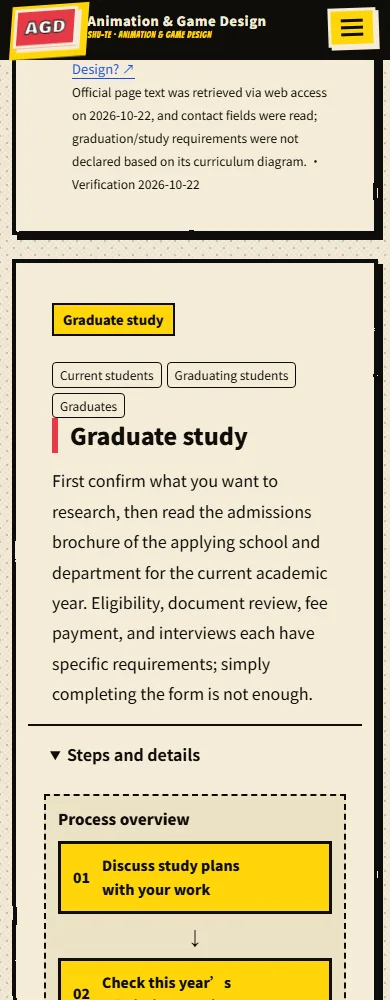 AGD
Animation & Game Design
SHU-TE · ANIMATION & GAME DESIGN
Design? ↗
Official page text was retrieved via web access
on 2026-10-22, and contact fields were read;
graduation/study requirements were not
declared based on its curriculum diagram. ・
Verification 2026-10-22
Graduate study
Current students
Graduating students
Graduates
Graduate study
First confirm what you want to
research, then read the admissions
brochure of the applying school and
department for the current academic
year. Eligibility, document review, fee
payment, and interviews each have
specific requirements; simply
completing the form is not enough.
▼ Steps and details
Process overview
01 Discuss study plans
with your work
↓
02 Check this year’s